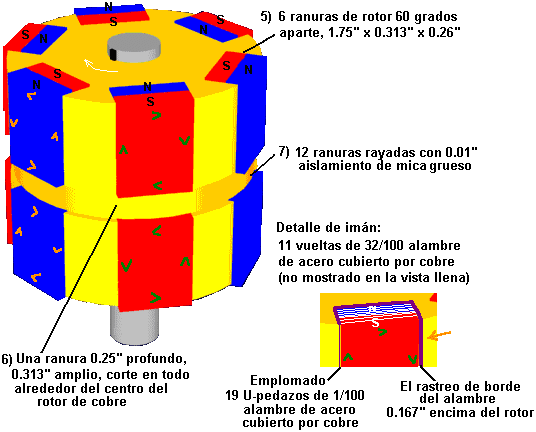 5) 6 ranuras de rotor 60 grados
aparte, 1.75" x 0.313" x 0.26"
N
S
N
S
N
S
N
S
N
S
N
S
7) 12 ranuras rayadas con 0.01"
aislamiento de mica grueso
Detalle de imán:
11 vueltas de 32/100 alambre
de acero cubierto por cobre
(no mostrado en la vista llena)
N
S
6) Una ranura 0.25" profundo,
0.313" amplio, corte en todo
alrededor del centro del
rotor de cobre
Emplomado
19 U-pedazos de 1/100
alambre de acero
cubierto por cobre
El rastreo de borde
del alambre
0.167" encima del rotor